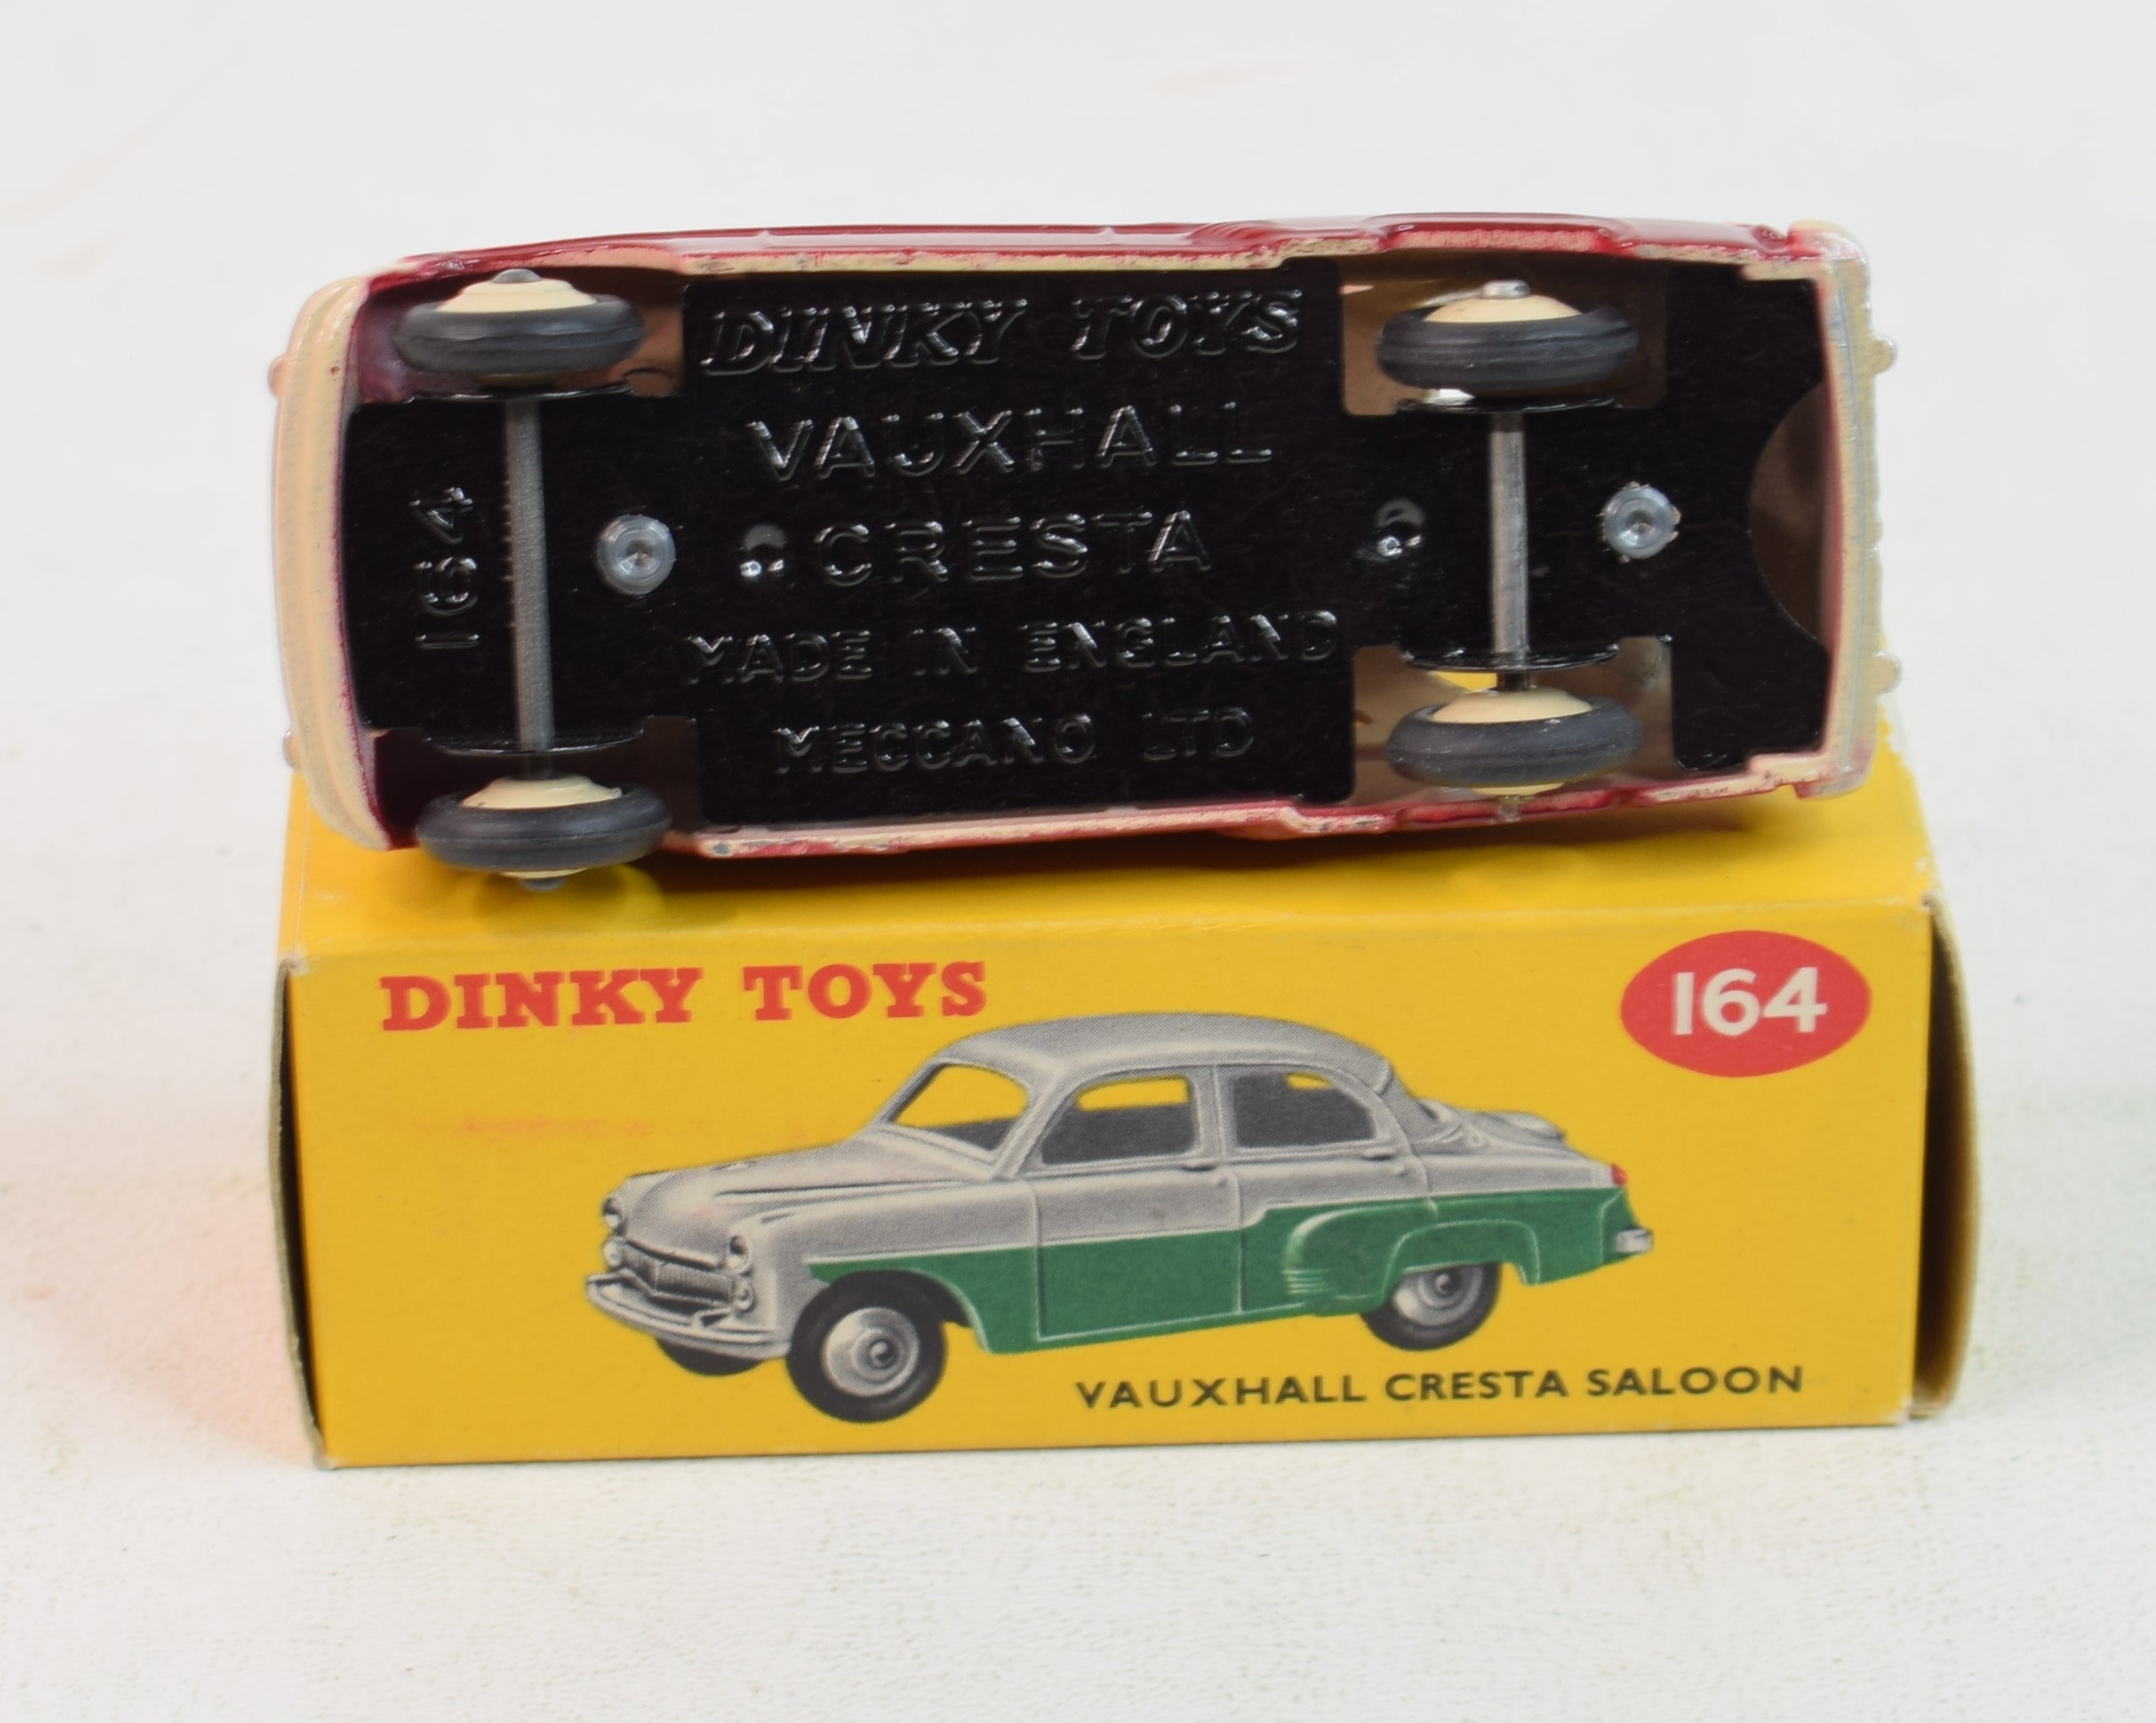 DINKY TOYS
VAUXHALL
CRESTA
MADE IN ENGLAND
MECCANO LTD
164
DINKY TOYS
164
VAUXHALL CRESTA SALOON